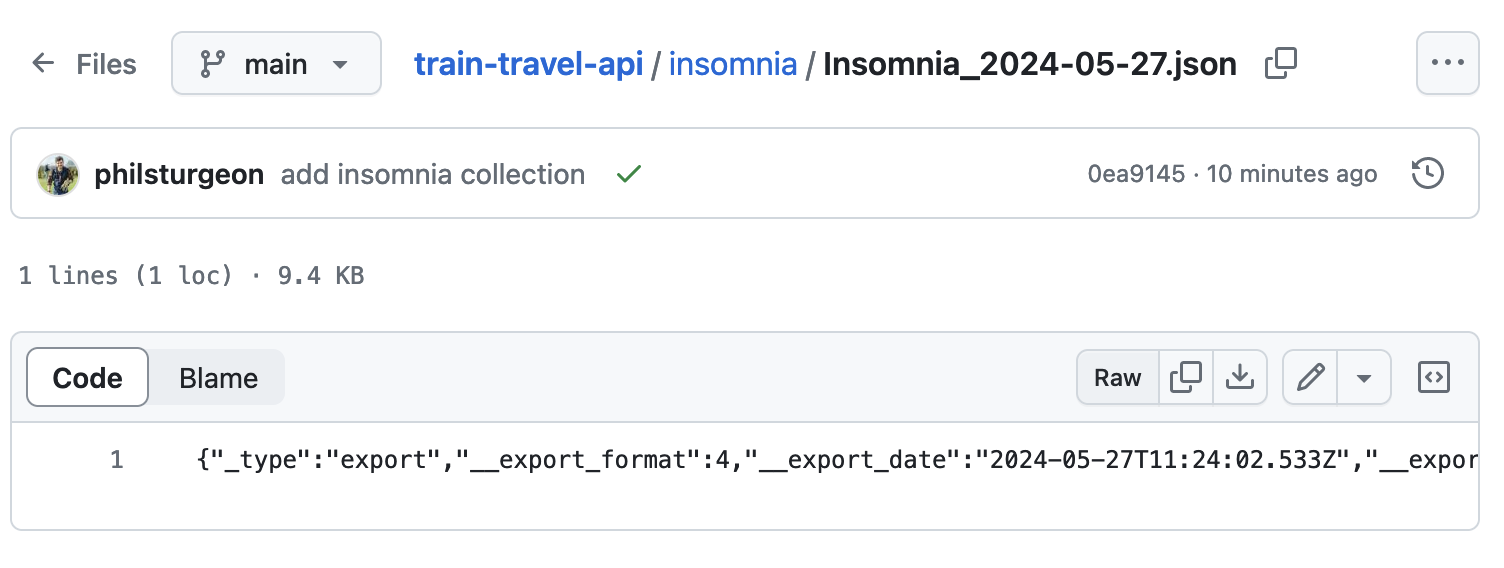 Files main train-travel-api / insomnia / Insomnia_2024-05-27.json
philsturgeon add insomnia collection 0ea9145 · 10 minutes ago
1 lines (1 loc) · 9.4 KB
Code Blame Raw
1 {"_type":"export","__export_format":4,"__export_date":"2024-05-27T11:24:02.533Z","__expor